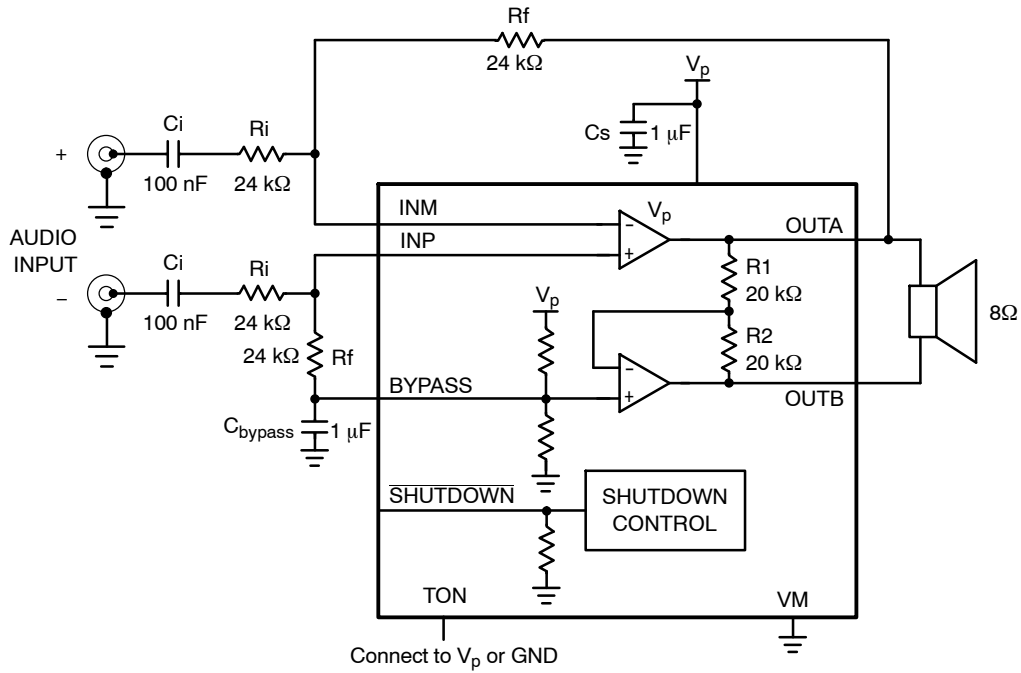 Rf
24 kΩ
Vp
Cs
1 μF
Ci
Ri
+
100 nF
24 kΩ
INM
Vp
AUDIO
INPUT
INP
−
+
OUTA
R1
20 kΩ
Ci
Ri
−
100 nF
24 kΩ
Vp
8Ω
24 kΩ
Rf
R2
20 kΩ
−
+
BYPASS
OUTB
Cbypass
1 μF
SHUTDOWN
SHUTDOWN
CONTROL
TON
VM
Connect to Vp or GND